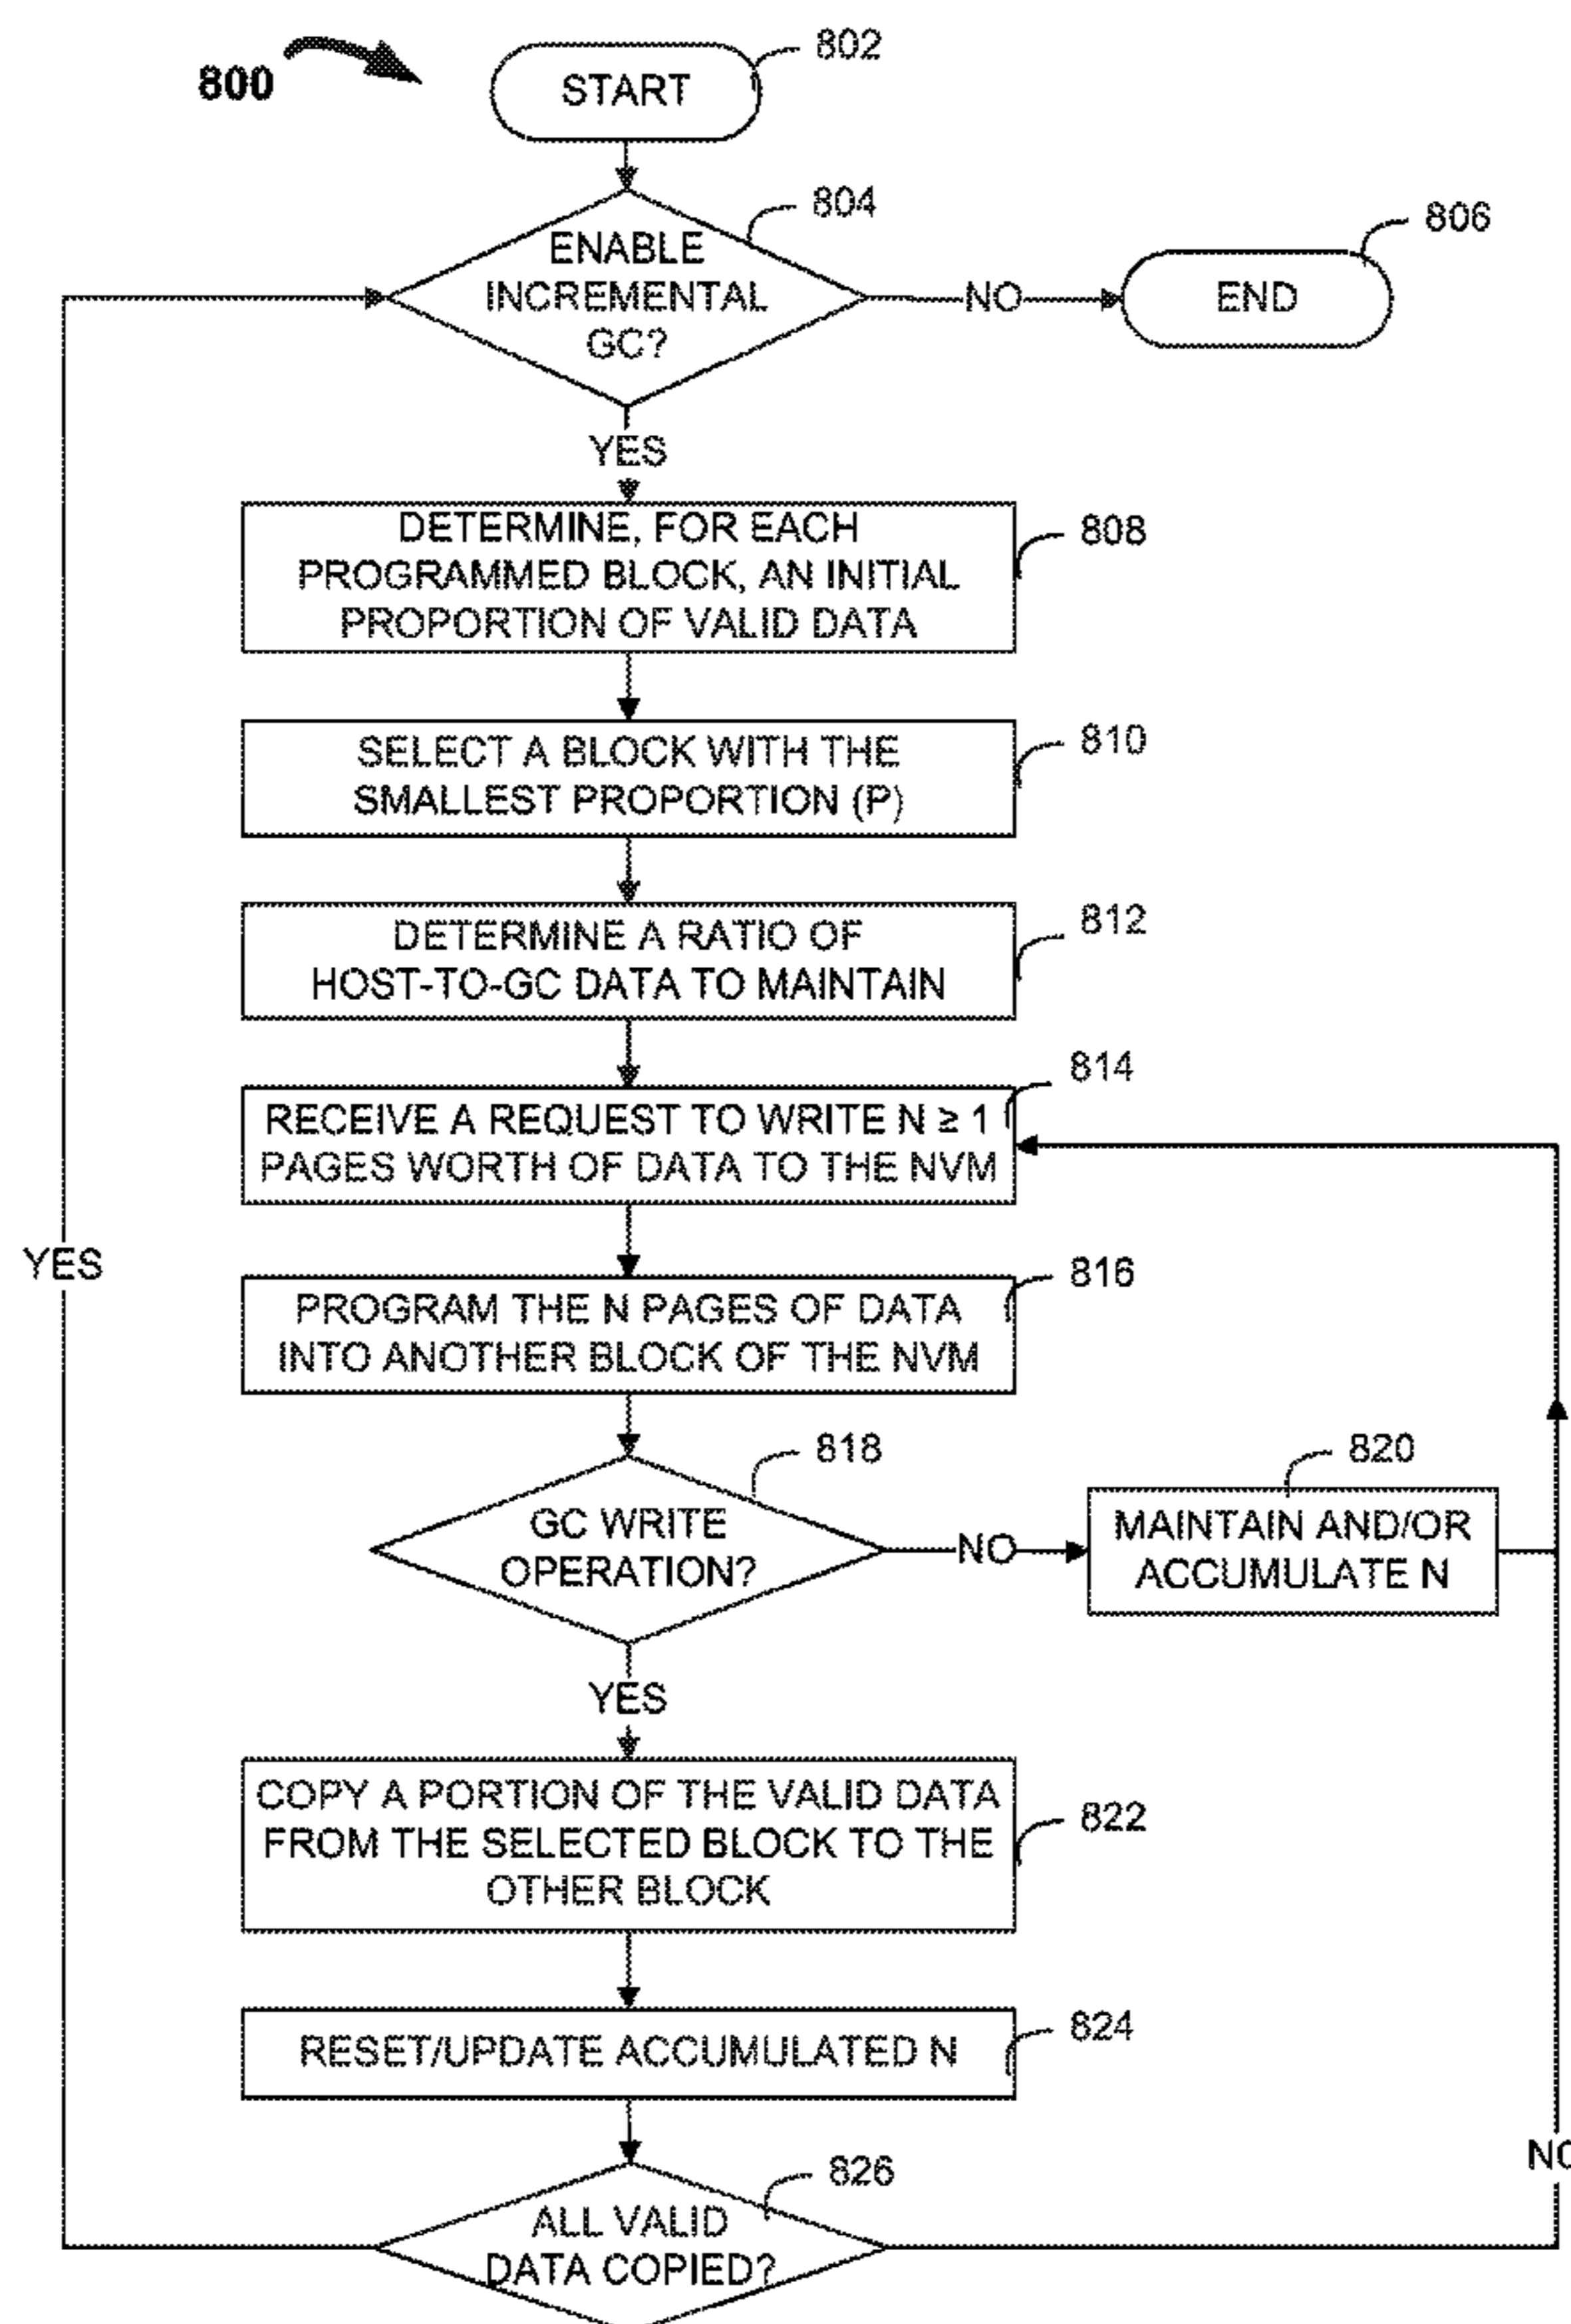 800
802
START
804
ENABLE
INCREMENTAL
GC?
NO
806
END
YES
808
DETERMINE, FOR EACH
PROGRAMMED BLOCK, AN INITIAL
PROPORTION OF VALID DATA
810
SELECT A BLOCK WITH THE
SMALLEST PROPORTION (P)
812
DETERMINE A RATIO OF
HOST-TO-GC DATA TO MAINTAIN
814
RECEIVE A REQUEST TO WRITE N ≥ 1
PAGES WORTH OF DATA TO THE NVM
YES
816
PROGRAM THE N PAGES OF DATA
INTO ANOTHER BLOCK OF THE NVM
818
GC WRITE
OPERATION?
NO
820
MAINTAIN AND/OR
ACCUMULATE N
YES
822
COPY A PORTION OF THE VALID DATA
FROM THE SELECTED BLOCK TO THE
OTHER BLOCK
824
RESET/UPDATE ACCUMULATED N
NO
826
ALL VALID
DATA COPIED?